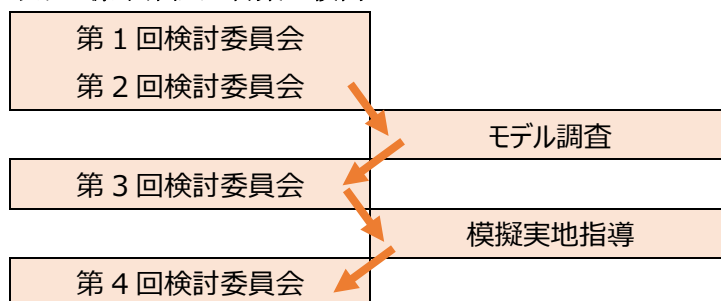 第1回検討委員会
第2回検討委員会
モデル調査
第3回検討委員会
模擬実地指導
第4回検討委員会